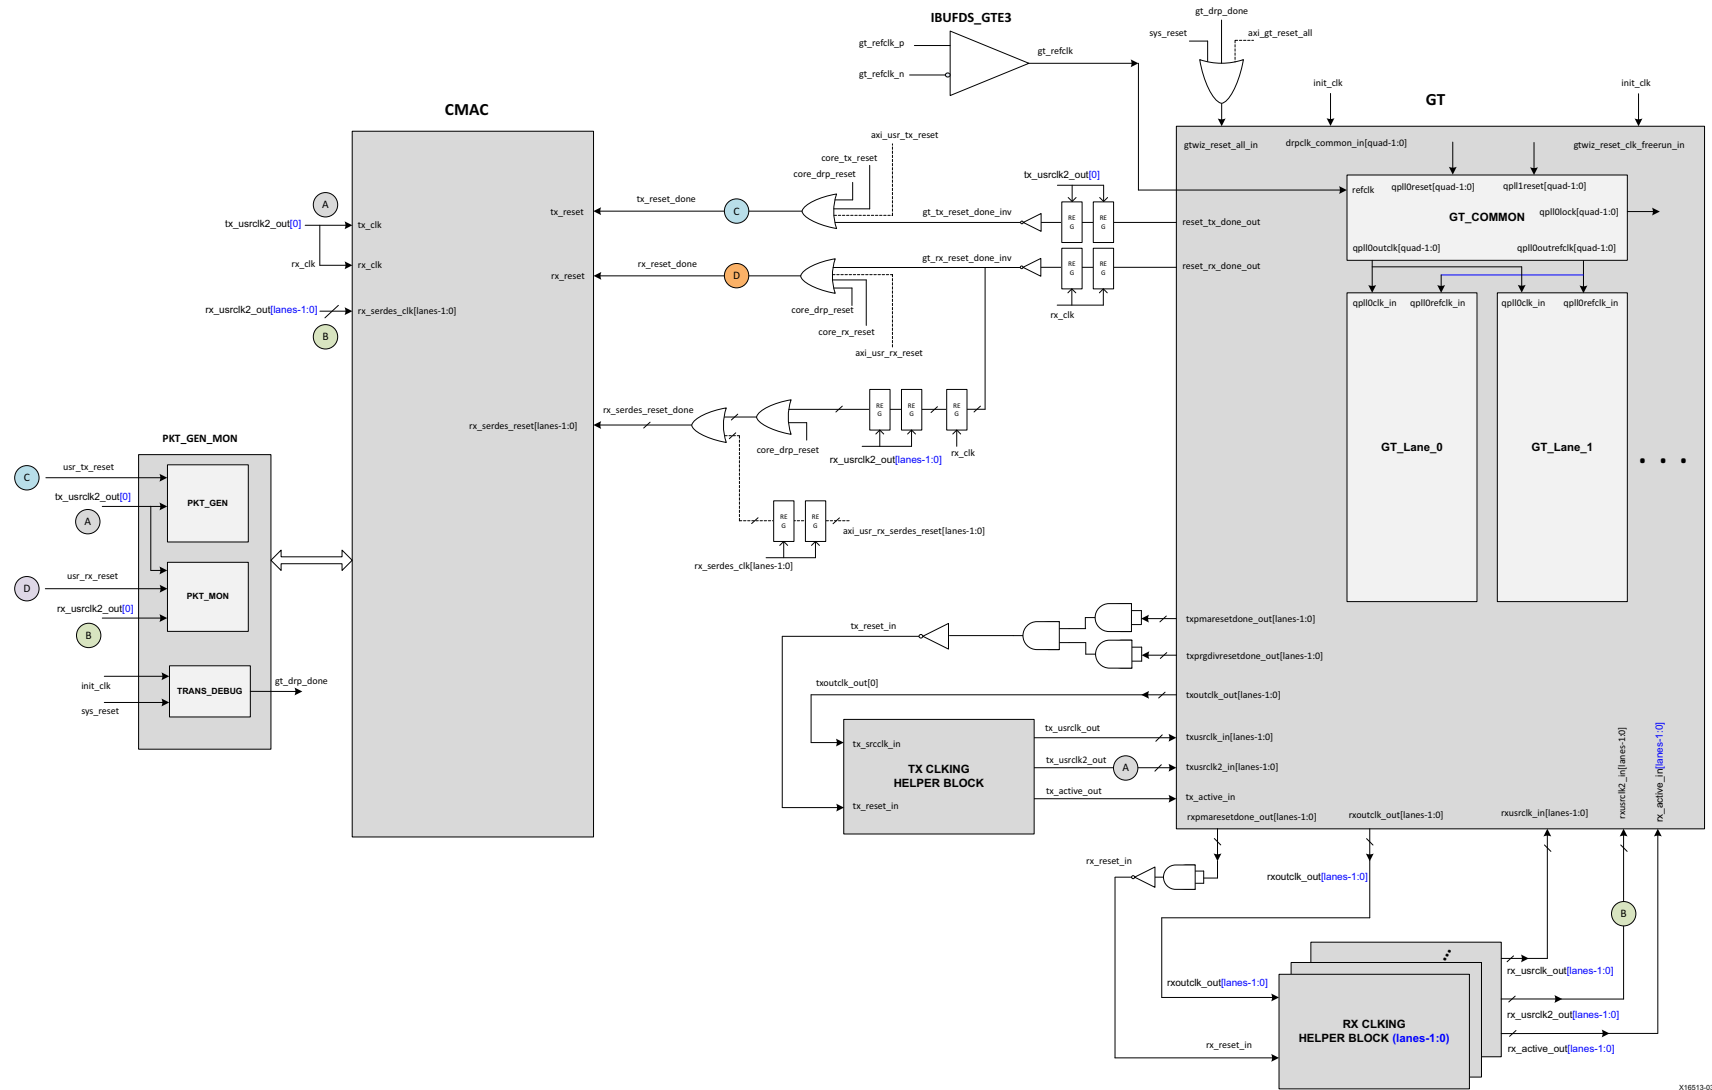 IBUFDS_GTE3
gt_refclk_p
gt_refclk_n
gt_refclk
gt_drp_done
sys_reset
axi_gt_reset_all
init_clk
GT
init_clk
CMAC
gtwiz_reset_all_in
drpclk_common_in[quad-1:0]
gtwiz_reset_clk_freerun_in
refclk
qpll0reset[quad-1:0]
qpll1reset[quad-1:0]
GT_COMMON
qpll0lock[quad-1:0]
qpll0outclk[quad-1:0]
qpll0outrefclk[quad-1:0]
qpll0clk_in
qpll0refclk_in
qpll0clk_in
qpll0refclk_in
GT_Lane_0
GT_Lane_1
. . .
axi_usr_tx_reset
core_tx_reset
core_drp_reset
tx_usrclk2_out[0]
tx_reset
tx_reset_done
C
gt_tx_reset_done_inv
RE
G
RE
G
reset_tx_done_out
A
tx_usrclk2_out[0]
tx_clk
rx_clk
rx_clk
rx_reset
rx_reset_done
D
gt_rx_reset_done_inv
RE
G
RE
G
reset_rx_done_out
core_drp_reset
core_rx_reset
axi_usr_rx_reset
rx_clk
rx_usrclk2_out[lanes-1:0]
rx_serdes_clk[lanes-1:0]
B
rx_serdes_reset[lanes-1:0]
rx_serdes_reset_done
core_drp_reset
RE
G
RE
G
RE
G
rx_usrclk2_out[lanes-1:0]
rx_clk
RE
G
RE
G
axi_usr_rx_serdes_reset[lanes-1:0]
rx_serdes_clk[lanes-1:0]
PKT_GEN_MON
C
usr_tx_reset
PKT_GEN
tx_usrclk2_out[0]
A
D
usr_rx_reset
PKT_MON
rx_usrclk2_out[0]
B
init_clk
sys_reset
TRANS_DEBUG
gt_drp_done
tx_reset_in
txpmaresetdone_out[lanes-1:0]
txprgdivresetdone_out[lanes-1:0]
txoutclk_out[0]
txoutclk_out[lanes-1:0]
tx_srcclk_in
TX CLKING
HELPER BLOCK
tx_reset_in
tx_usrclk_out
txusrclk_in[lanes-1:0]
tx_usrclk2_out
A
txusrclk2_in[lanes-1:0]
tx_active_out
tx_active_in
rxpmaresetdone_out[lanes-1:0]
rxoutclk_out[lanes-1:0]
rxusrclk_in[lanes-1:0]
rxusrclk2_in[lanes-1:0]
rx_active_in[lanes-1:0]
rx_reset_in
rxoutclk_out[lanes-1:0]
B
rxoutclk_out[lanes-1:0]
rx_reset_in
RX CLKING
HELPER BLOCK (lanes-1:0)
rx_usrclk_out[lanes-1:0]
rx_usrclk2_out[lanes-1:0]
rx_active_out[lanes-1:0]